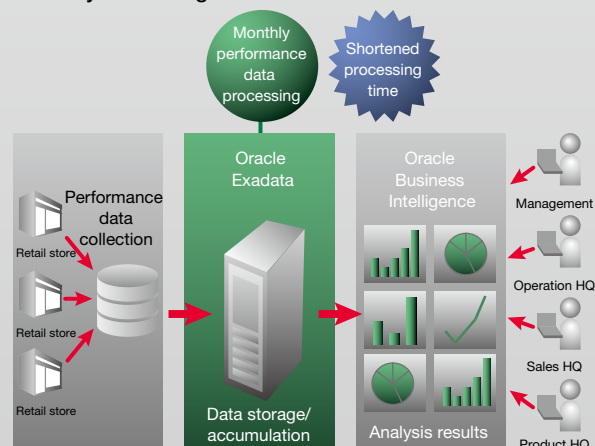 Monthly
performance
data
processing
Shortened
processing
time
Performance
data
collection
Retail store
Retail store
Retail store
Oracle
Exadata
Data storage/
accumulation
Oracle
Business
Intelligence
Analysis results
Management
Operation HQ
Sales HQ
Product HQ